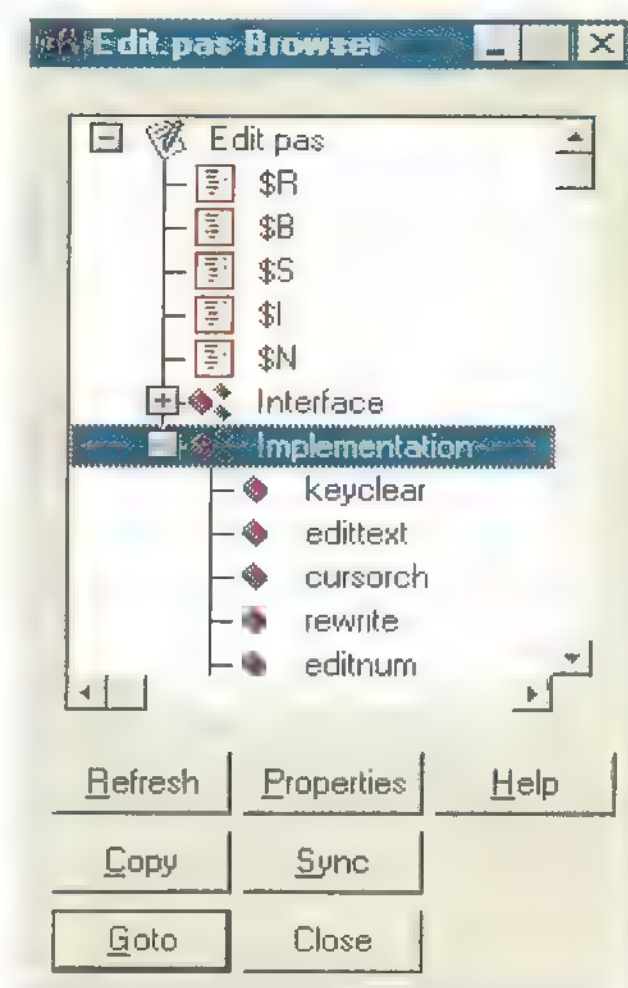 Edit.pas Browser
Edit pas
$R
$B
$S
$I
$N
Interface
Implementation
keyclear
edittext
cursorch
rewrite
editnum
Refresh Properties Help
Copy Sync
Goto Close